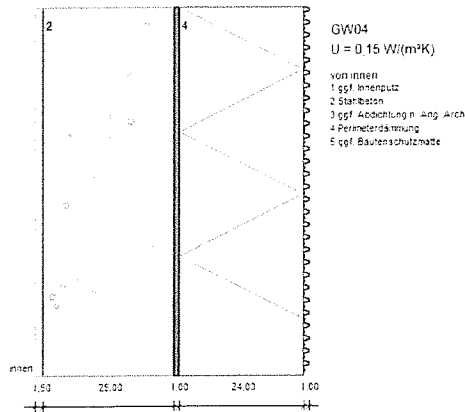 2
4
GW04
U = 0,15 W/(m²K)
von innen
1 ggf. Innenputz
2 Stahlbeton
3 ggf. Abdichtung n. Ang. Arch
4 Perimeterdämmung
5 ggf. Bautenschutzmatte
innen
1,50 25,00 1,00 24,00 1,00